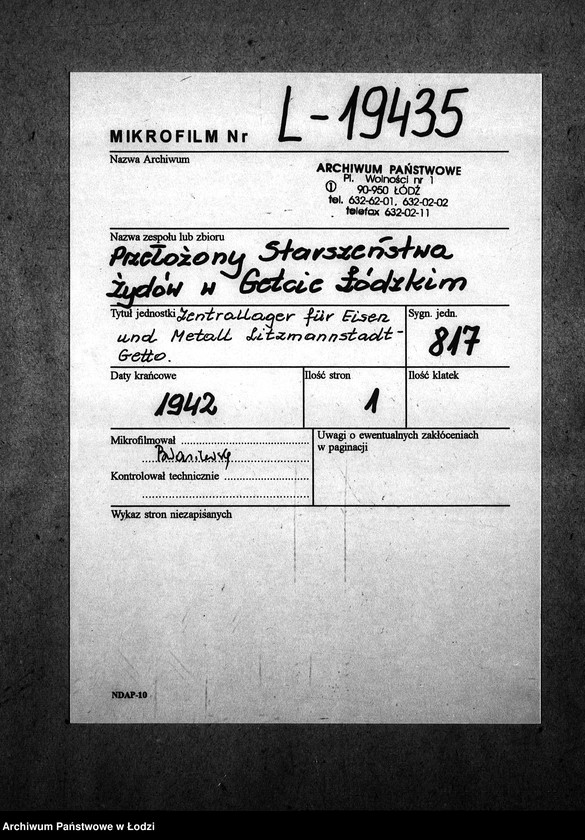 MIKROFILM Nr L-19435
Nazwa Archiwum
ARCHIWUM PAŃSTWOWE
Pl. Wolności nr 1
① 90-950 ŁÓDŹ
tel. 632-62-01, 632-02-02
telefax 632-02-11
Nazwa zespołu lub zbioru
Przełożony Starszeństwa
Żydów w Getcie Łódzkim
Tytuł jednostki Zentrallager für Eisen
und Metall Litzmannstadt-
Getto.
Sygn. jedn.
817
Daty krańcowe
1942
Ilość stron
1
Ilość klatek
Mikrofilmował
Kontrolował technicznie
Uwagi o ewentualnych zakłóceniach
w paginacji
Wykaz stron niezapisanych
NDAP-10
Archiwum Państwowe w Łodzi